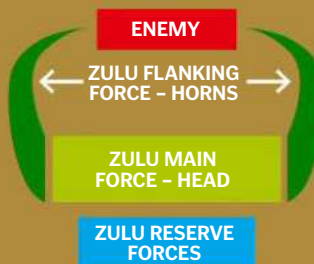 ENEMY
ZULU FLANKING
FORCE – HORNS
ZULU MAIN
FORCE – HEAD
ZULU RESERVE
FORCES